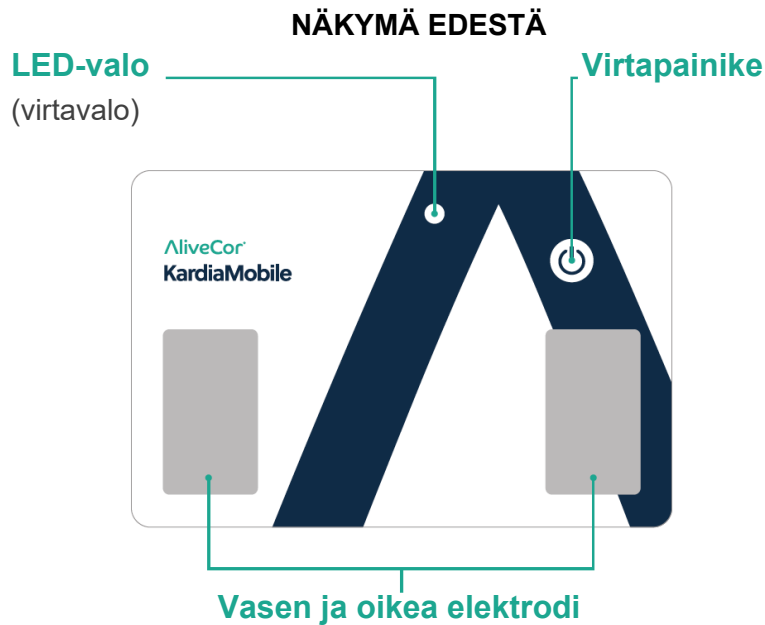 NÄKYMÄ EDESTÄ
LED-valo
(virtavalo)
Virtapainike
AliveCor
KardiaMobile
Vasen ja oikea elektrodi